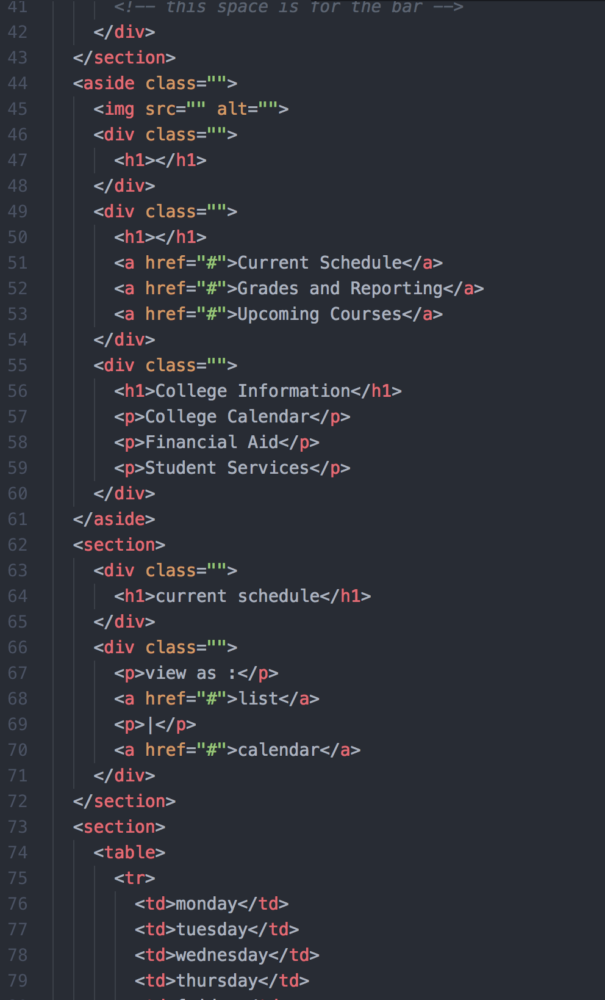 41 <!-- this space is for the bar -->
42 </div>
43 </section>
44 <aside class="">
45 <img src="" alt="">
46 <div class="">
47 <h1></h1>
48 </div>
49 <div class="">
50 <h1></h1>
51 <a href="#">Current Schedule</a>
52 <a href="#">Grades and Reporting</a>
53 <a href="#">Upcoming Courses</a>
54 </div>
55 <div class="">
56 <h1>College Information</h1>
57 <p>College Calendar</p>
58 <p>Financial Aid</p>
59 <p>Student Services</p>
60 </div>
61 </aside>
62 <section>
63 <div class="">
64 <h1>current schedule</h1>
65 </div>
66 <div class="">
67 <p>view as :</p>
68 <a href="#">list</a>
69 <p>|</p>
70 <a href="#">calendar</a>
71 </div>
72 </section>
73 <section>
74 <table>
75 <tr>
76 <td>monday</td>
77 <td>tuesday</td>
78 <td>wednesday</td>
79 <td>thursday</td>